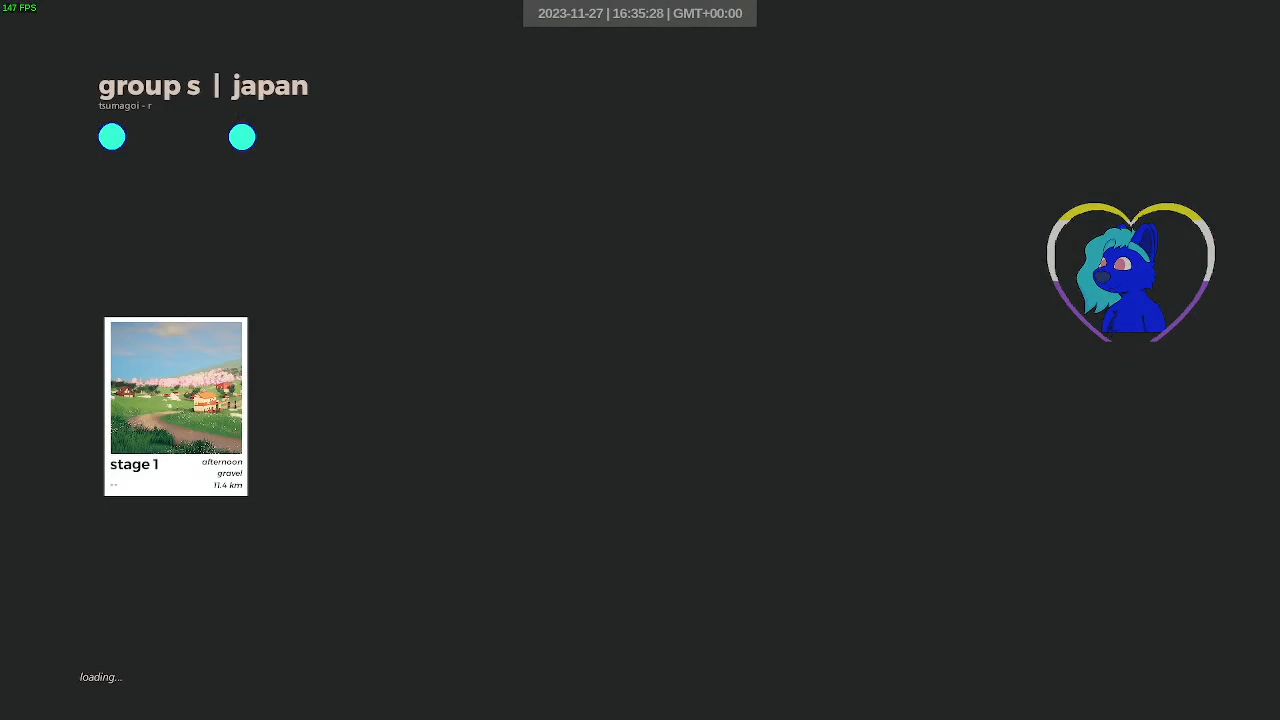 147 FPS
2023-11-27 | 16:35:28 | GMT+00:00
group s | japan
tsumagoi - r
stage 1
afternoon
gravel
--
11.4 km
loading...